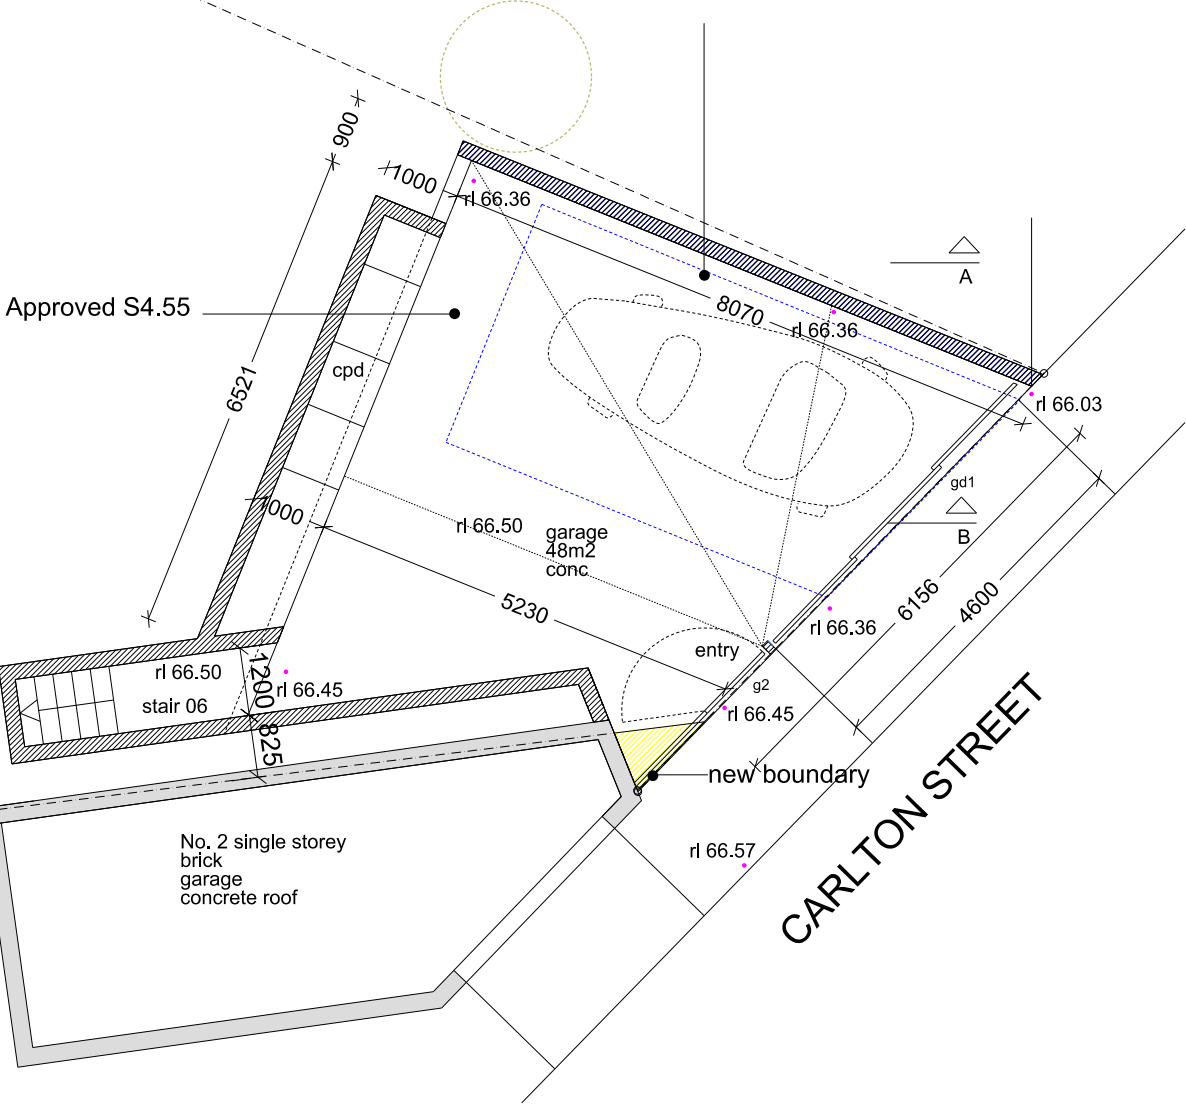 900
1000
rl 66.36
A
Approved S4.55
8070
rl 66.36
cpd
6521
rl 66.03
gd1
1000
rl 66.50
garage
48m2
conc
B
5230
6156
4600
rl 66.36
entry
g2
rl 66.50
1200
rl 66.45
stair 06
rl 66.45
825
new boundary
CARLTON STREET
No. 2 single storey
brick
garage
concrete roof
rl 66.57